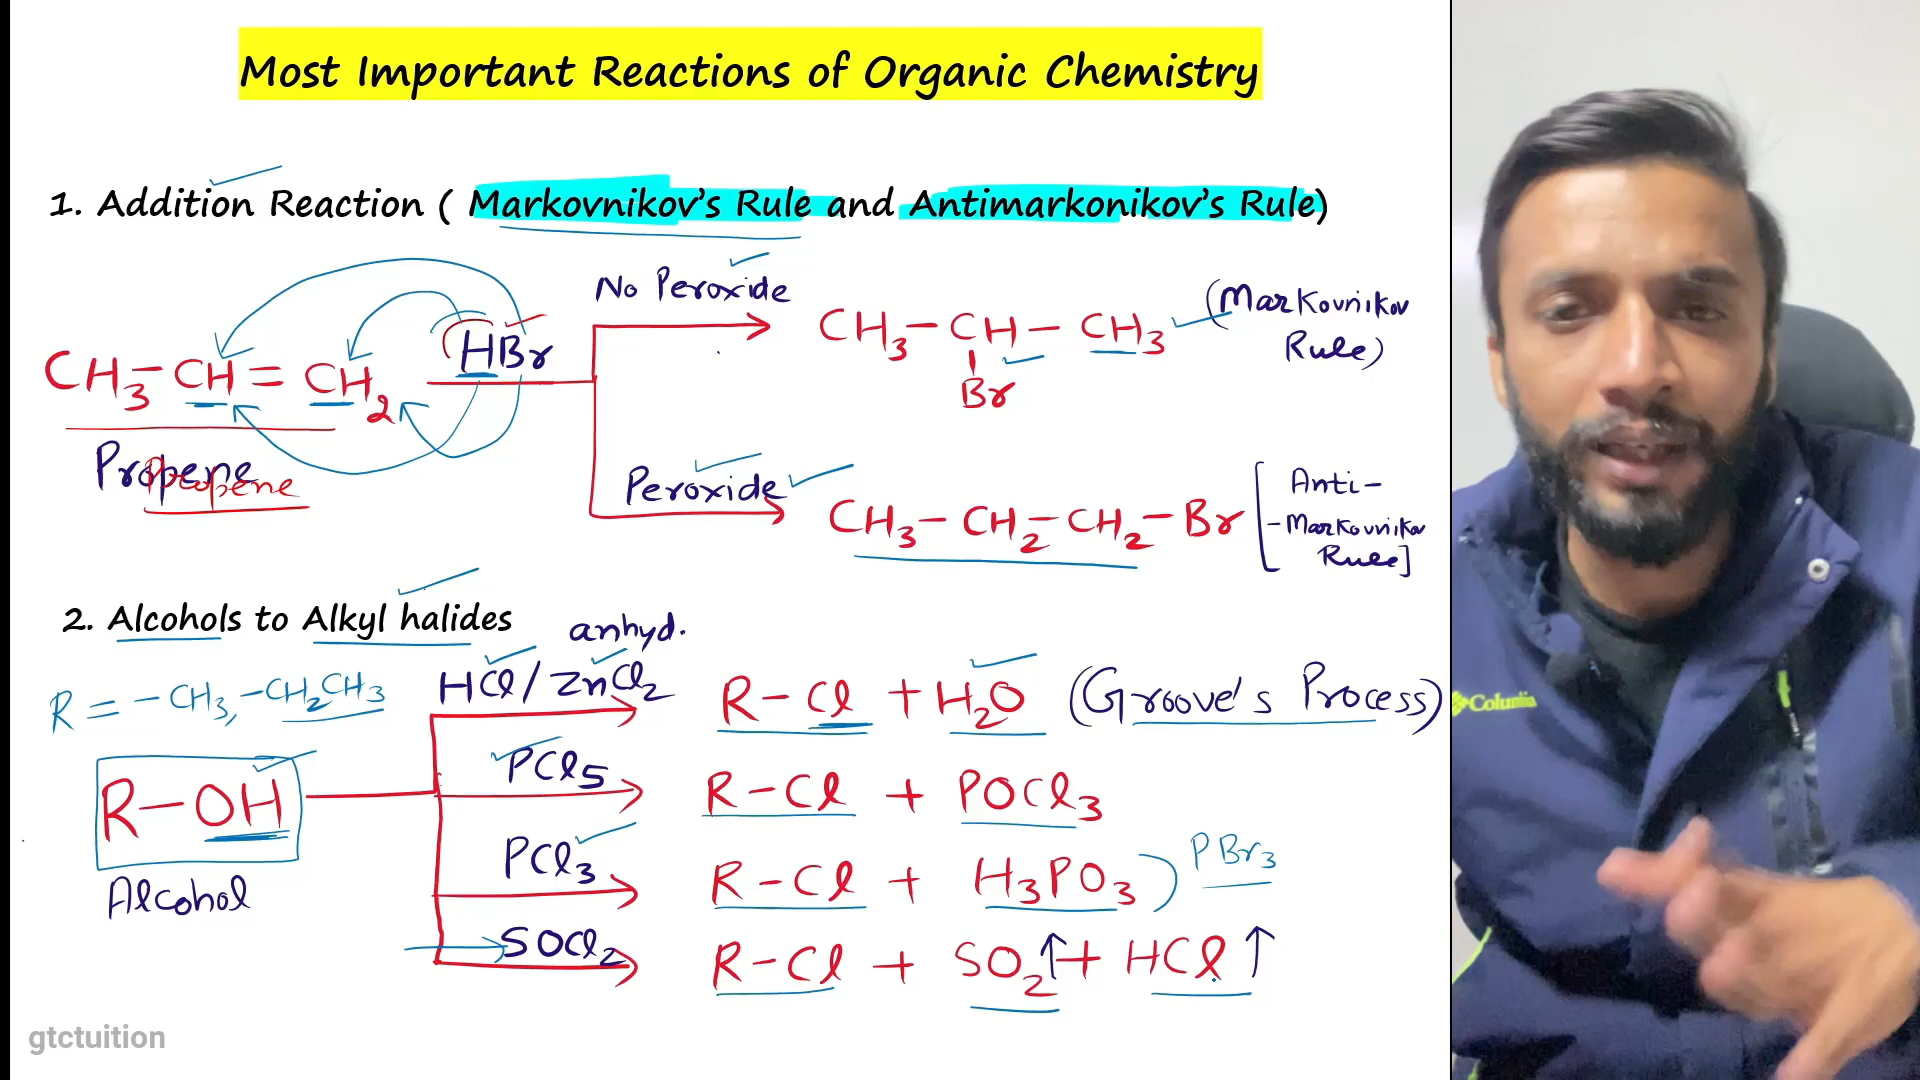 Most Important Reactions of Organic Chemistry
1. Addition Reaction ( Markovnikov's Rule and Antimarkonikov's Rule)
No Peroxide
CH3 – CH – CH3 (Markovnikov Rule)
Br
CH3 – CH = CH2 HBr
Propene
Propene
Peroxide
CH3 – CH2 – CH2 – Br [Anti-
-Markovnikov
Rule]
2. Alcohols to Alkyl halides
anhyd.
R = – CH3, –CH2CH3
HCl / ZnCl2
R – Cl + H2O (Groove's Process)
R – OH
Alcohol
PCl5
R – Cl + POCl3
PCl3
R – Cl + H3PO3) PBr3
SOCl2
R – Cl + SO2↑ + HCl↑
gtctuition
Columbia